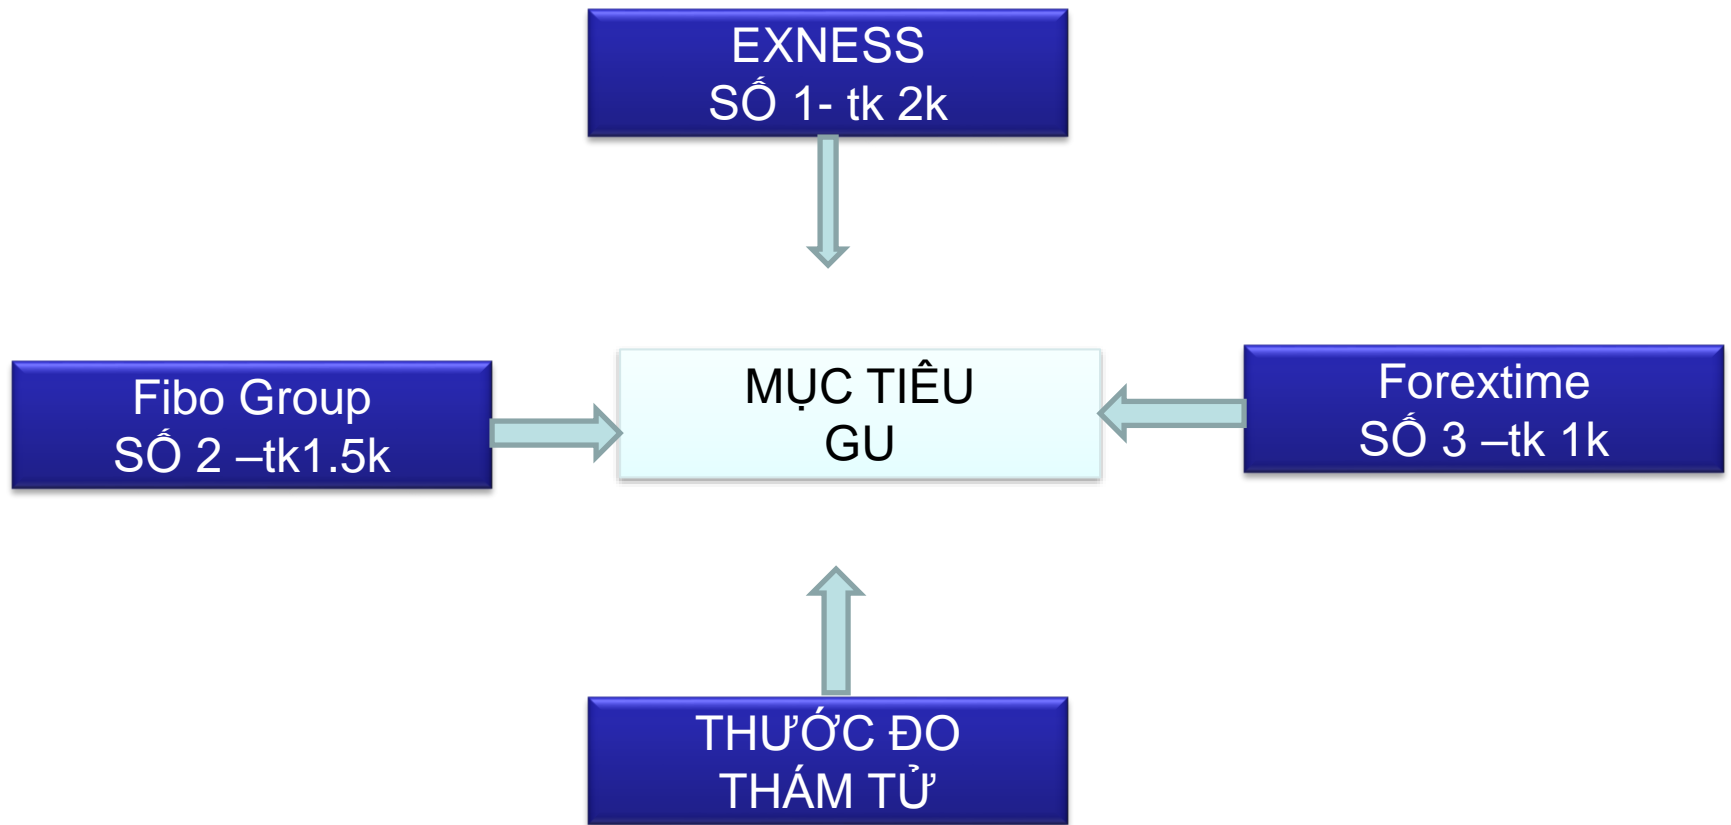 EXNESS
SỐ 1- tk 2k
Fibo Group
SỐ 2 –tk1.5k
MỤC TIÊU
GU
Forextime
SỐ 3 –tk 1k
THƯỚC ĐO
THÁM TỬ